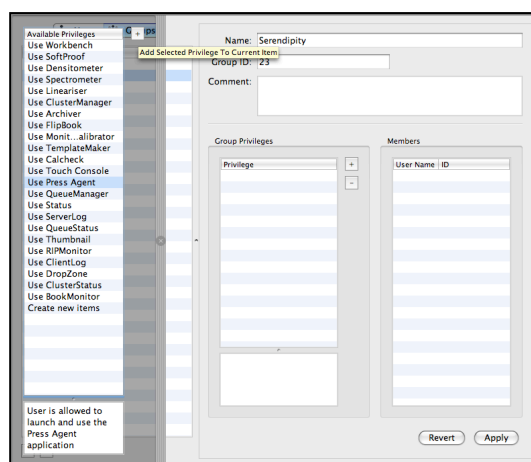 Groups
Available Privileges +
Add Selected Privilege To Current Item
Use Workbench
Use SoftProof
Use Densitometer
Use Spectrometer
Use Lineariser
Use ClusterManager
Use Archiver
Use FlipBook
Use Monit...alibrator
Use TemplateMaker
Use Calcheck
Use Touch Console
Use Press Agent
Use QueueManager
Use Status
Use ServerLog
Use QueueStatus
Use Thumbnail
Use RIPMonitor
Use ClientLog
Use DropZone
Use ClusterStatus
Use BookMonitor
Create new items
User is allowed to
launch and use the
Press Agent
application
Name: Serendipity
Group ID: 23
Comment:
Group Privileges
Privilege
+
-
Members
User Name ID
Revert Apply